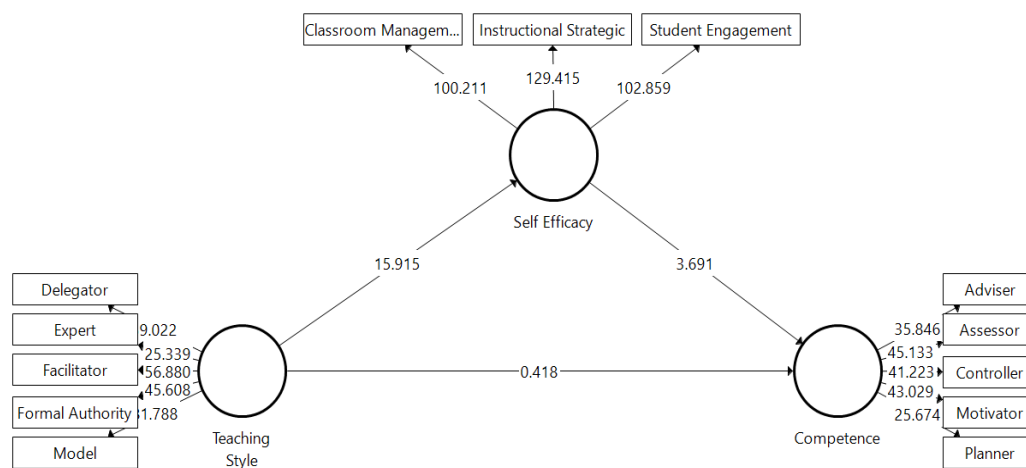 Classroom Managem...
Instructional Strategic
Student Engagement
100.211
129.415
102.859
Self Efficacy
15.915
3.691
Delegator
Expert
Facilitator
Formal Authority
Model
9.022
25.339
56.880
45.608
31.788
Teaching
Style
0.418
Competence
35.846
45.133
41.223
43.029
25.674
Adviser
Assessor
Controller
Motivator
Planner